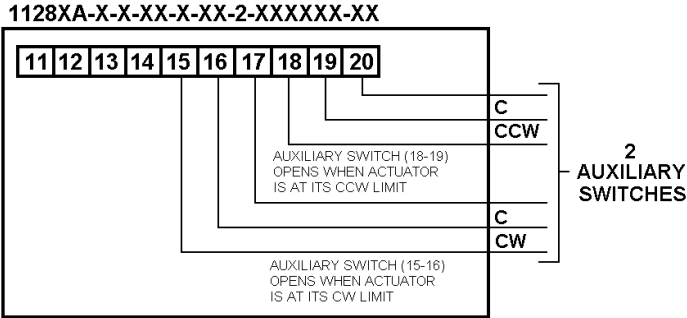 1128XA-X-X-XX-X-XX-2-XXXXXX-XX
11 12 13 14 15 16 17 18 19 20
C
CCW
AUXILIARY SWITCH (18-19)
OPENS WHEN ACTUATOR
IS AT ITS CCW LIMIT
2
AUXILIARY
SWITCHES
C
CW
AUXILIARY SWITCH (15-16)
OPENS WHEN ACTUATOR
IS AT ITS CW LIMIT